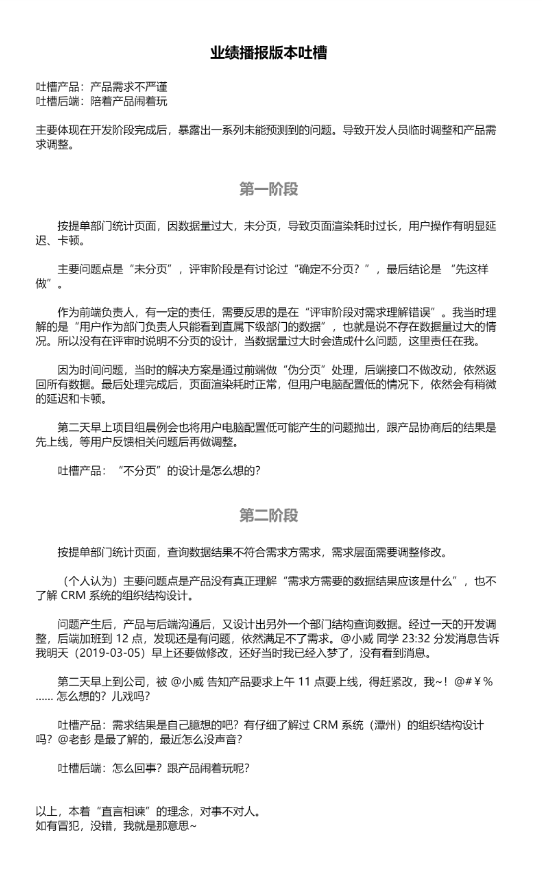 业绩播报版本吐槽
吐槽产品：产品需求不严谨
吐槽后端：陪着产品闹着玩
主要体现在开发阶段完成后，暴露出一系列未能预测到的问题。导致开发人员临时调整和产品需
求调整。
第一阶段
按提单部门统计页面，因数据量过大，未分页，导致页面渲染耗时过长，用户操作有明显延
迟、卡顿。
主要问题点是“未分页”，评审阶段是有讨论过“确定不分页？”，最后结论是 “先这样
做”。
作为前端负责人，有一定的责任，需要反思的是在“评审阶段对需求理解错误”。我当时理
解的是“用户作为部门负责人只能看到直属下级部门的数据”，也就是说不存在数据量过大的情
况。所以没有在评审时说明不分页的设计，当数据量过大时会造成什么问题，这里责任在我。
因为时间问题，当时的解决方案是通过前端做“伪分页”处理，后端接口不做改动，依然返
回所有数据。最后处理完成后，页面渲染耗时正常，但用户电脑配置低的情况下，依然会有稍微
的延迟和卡顿。
第二天早上项目组晨例会也将用户电脑配置低可能产生的问题抛出，跟产品协商后的结果是
先上线，等用户反馈相关问题后再做调整。
吐槽产品：“不分页”的设计是怎么想的？
第二阶段
按提单部门统计页面，查询数据结果不符合需求方需求，需求层面需要调整修改。
（个人认为）主要问题点是产品没有真正理解“需求方需要的数据结果应该是什么”，也不
了解 CRM 系统的组织结构设计。
问题产生后，产品与后端沟通后，又设计出另外一个部门结构查询数据。经过一天的开发调
整，后端加班到 12 点，发现还是有问题，依然满足不了需求。@小威 同学 23:32 分发消息告诉
我明天（2019-03-05）早上还要做修改，还好当时我已经入梦了，没有看到消息。
第二天早上到公司，被 @小威 告知产品要求上午 11 点要上线，得赶紧改，我~！@#￥%
…… 怎么想的？儿戏吗？
吐槽产品：需求结果是自己臆想的吧？有仔细了解过 CRM 系统（潭州）的组织结构设计
吗？@老彭 是最了解的，最近怎么没声音？
吐槽后端：怎么回事？跟产品闹着玩呢？
以上，本着“直言相谏”的理念，对事不对人。
如有冒犯，没错，我就是那意思~